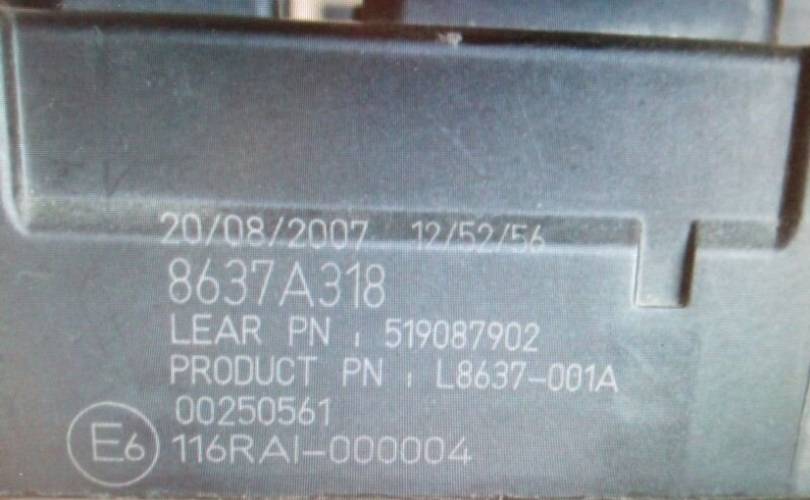 20/08/2007 12/52/56
8637A318
LEAR PN : 519087902
PRODUCT PN : L8637-001A
00250561
E6 116RAI-000004